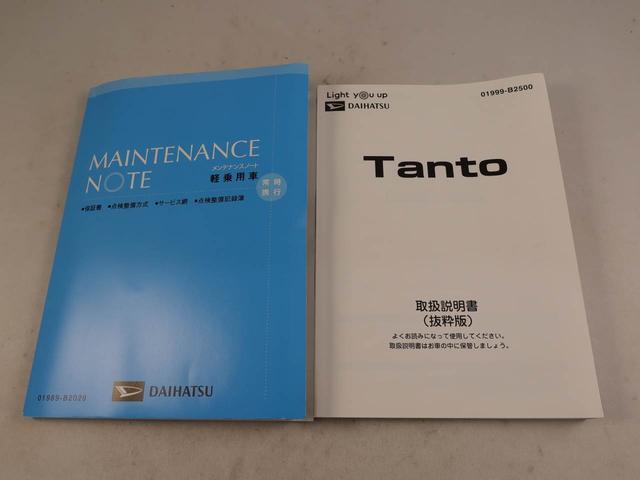 MAINTENANCE
NOTE
メンテナンスノート
軽乗用車
常時
携行
●保証書 ●点検整備方式 ●サービス網 ●点検整備記録簿
01989-B2029
DAIHATSU
Light you up
DAIHATSU
01999-B2500
Tanto
取扱説明書
（抜粋版）
よくお読みになって使用してください。
取扱説明書はお車の中に保管しましょう。